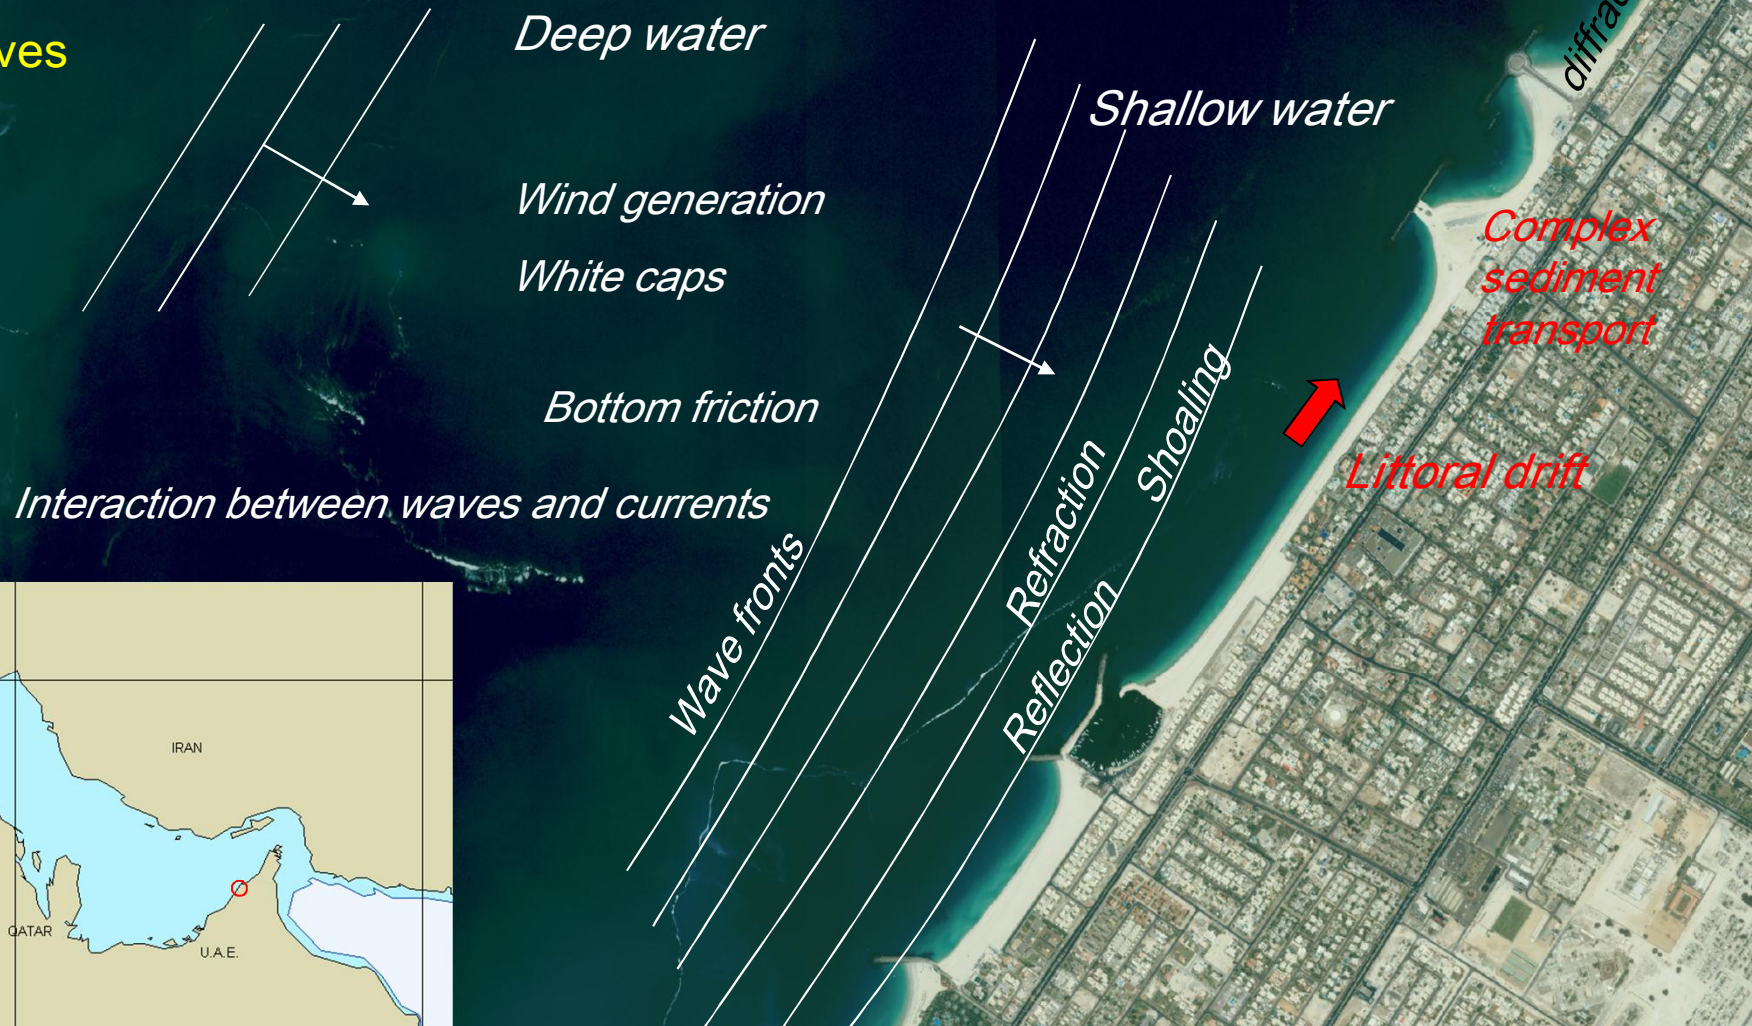 ves
Deep water
diffrac
Shallow water
Wind generation
White caps
Complex
sediment
transport
Bottom friction
Shoaling
Refraction
Littoral drift
Interaction between waves and currents
Wave fronts
Reflection
IRAN
QATAR
U.A.E.